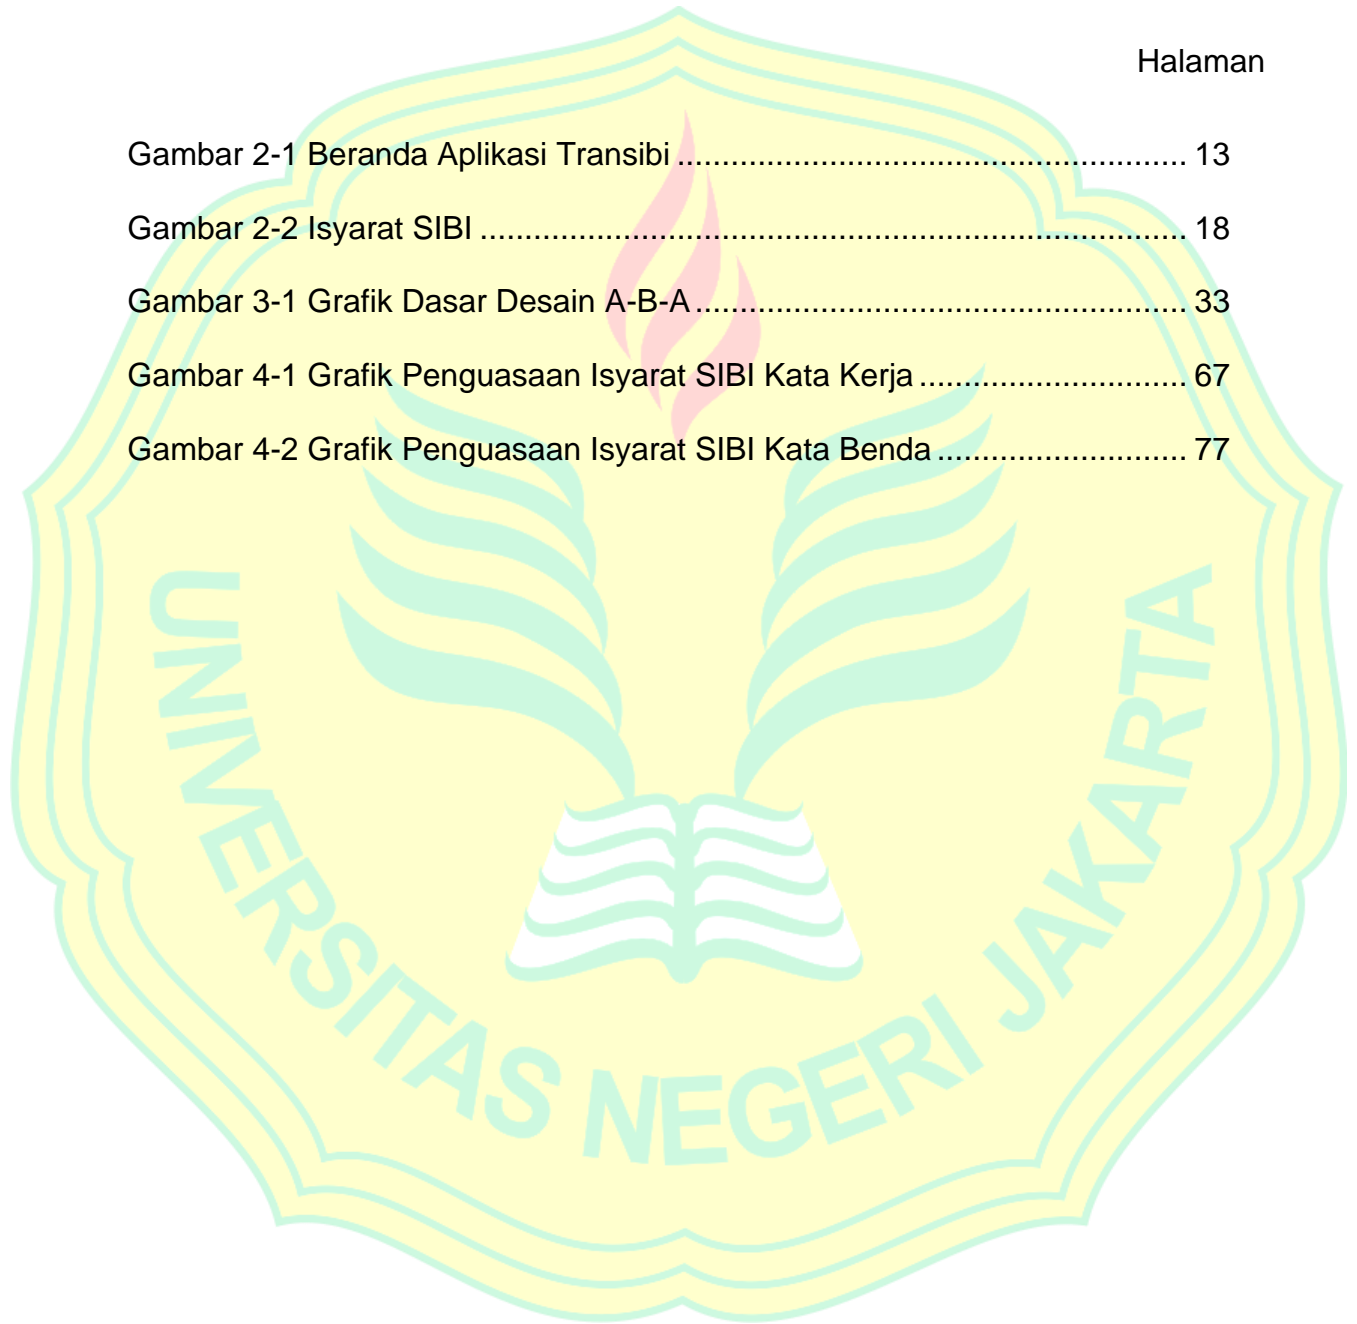 Halaman
Gambar 2-1 Beranda Aplikasi Transibi ........................................................ 13
Gambar 2-2 Isyarat SIBI ............................................................................... 18
Gambar 3-1 Grafik Dasar Desain A-B-A ...................................................... 33
Gambar 4-1 Grafik Penguasaan Isyarat SIBI Kata Kerja ............................. 67
Gambar 4-2 Grafik Penguasaan Isyarat SIBI Kata Benda ........................... 77
UNIVERSITAS NEGERI JAKARTA